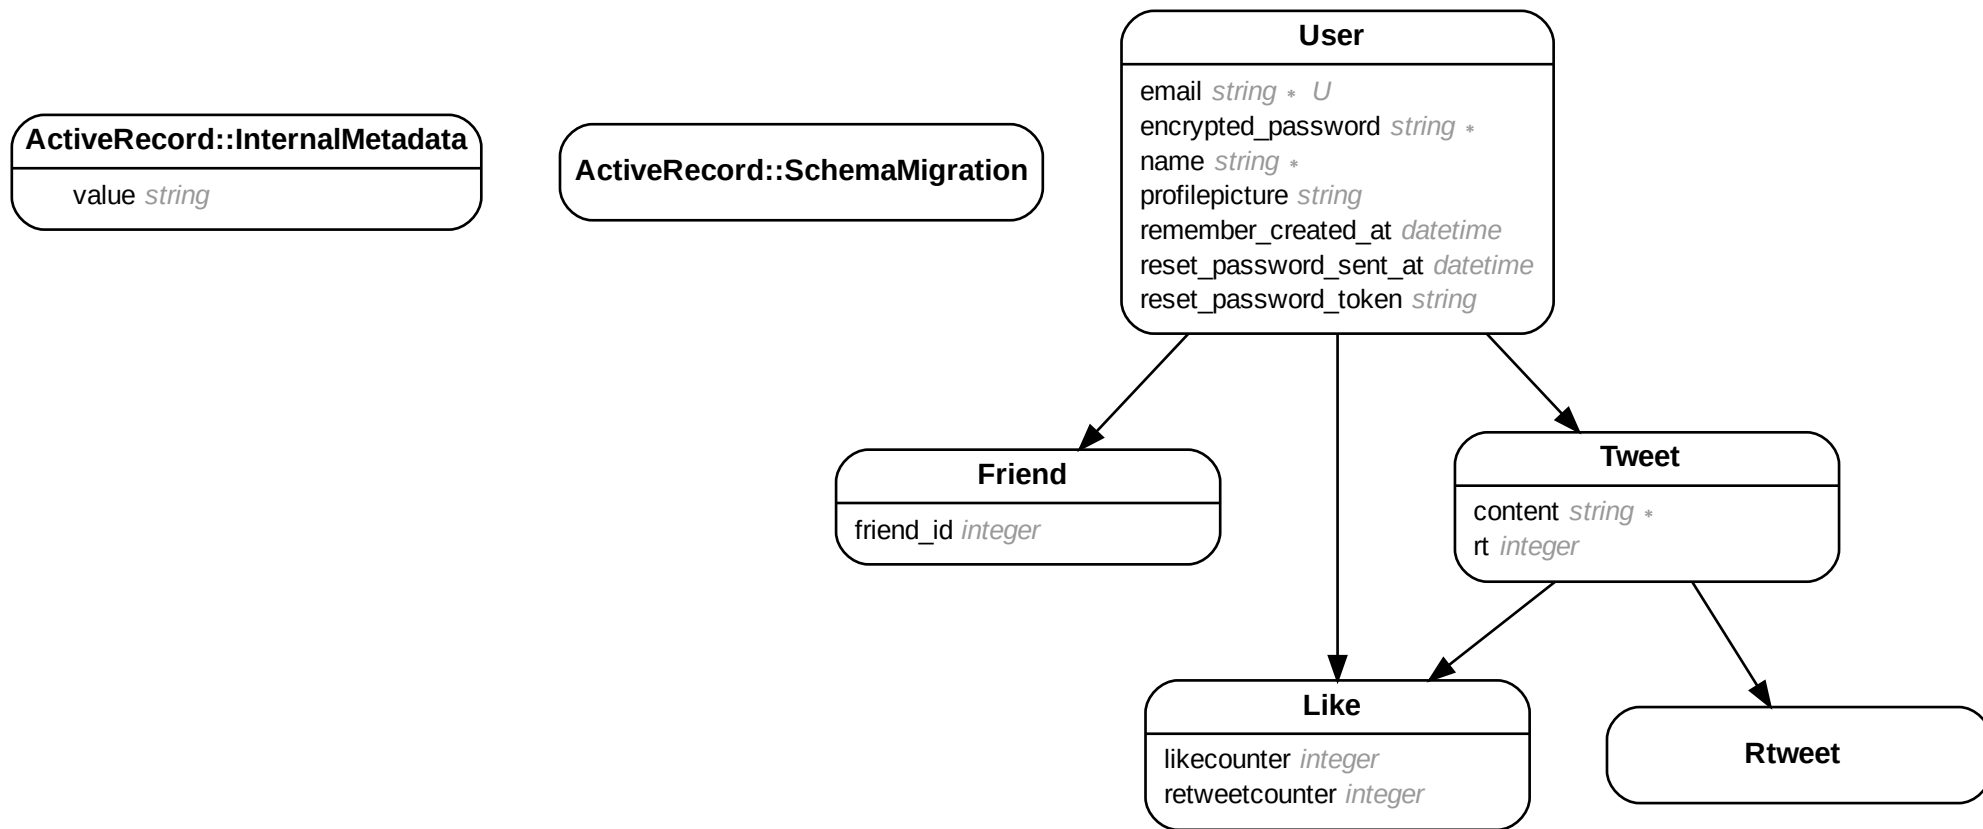 ActiveRecord::InternalMetadata
value string
ActiveRecord::SchemaMigration
User
email string * U
encrypted_password string *
name string *
profilepicture string
remember_created_at datetime
reset_password_sent_at datetime
reset_password_token string
Friend
friend_id integer
Tweet
content string *
rt integer
Like
likecounter integer
retweetcounter integer
Rtweet